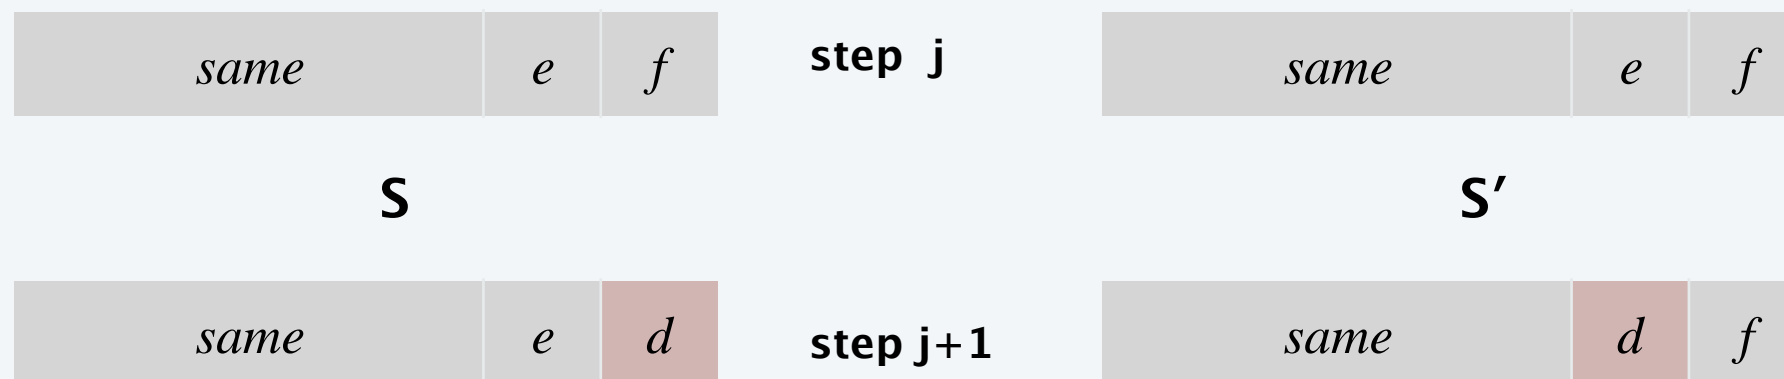 same e f step j same e f
S S′
same e d step j+1 same d f